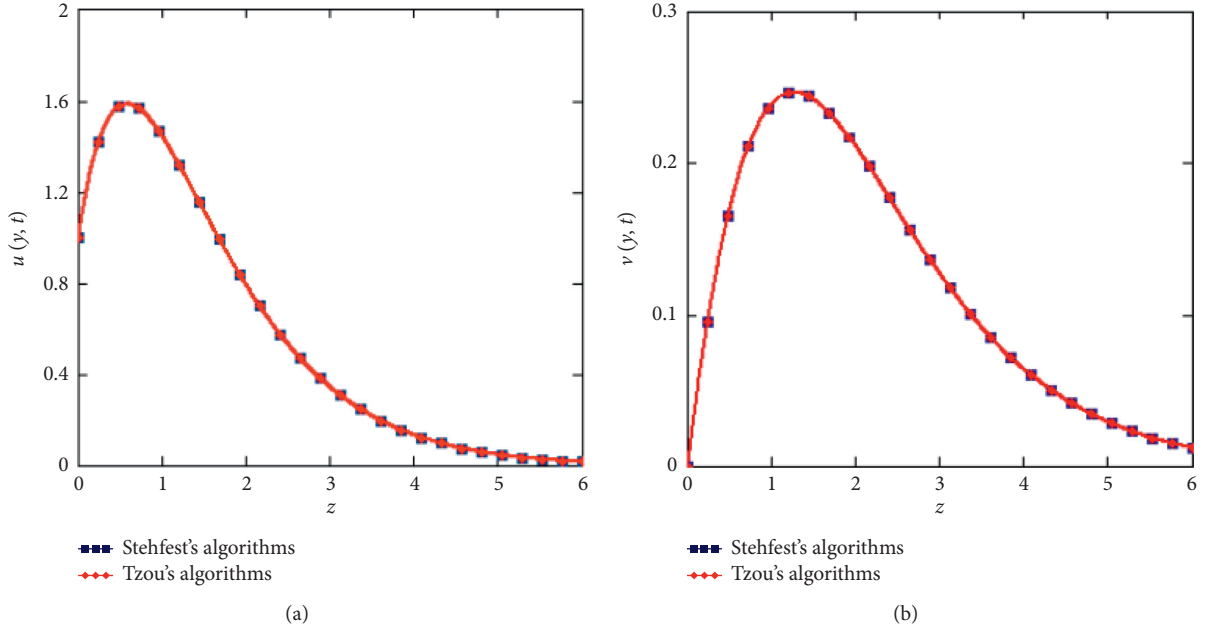 2
1.6
1.2
0.8
0.4
0
u (y, t)
0 1 2 3 4 5 6
z
Stehfest's algorithms
Tzou's algorithms
(a)
0.3
0.2
0.1
0
v (y, t)
0 1 2 3 4 5 6
z
Stehfest's algorithms
Tzou's algorithms
(b)